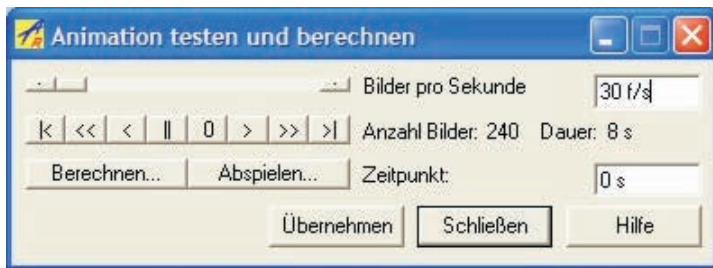 Animation testen und berechnen
Bilder pro Sekunde 30 f/s
|< << < || 0 > >> >| Anzahl Bilder: 240 Dauer: 8 s
Berechnen... Abspielen... Zeitpunkt: 0 s
Übernehmen Schließen Hilfe